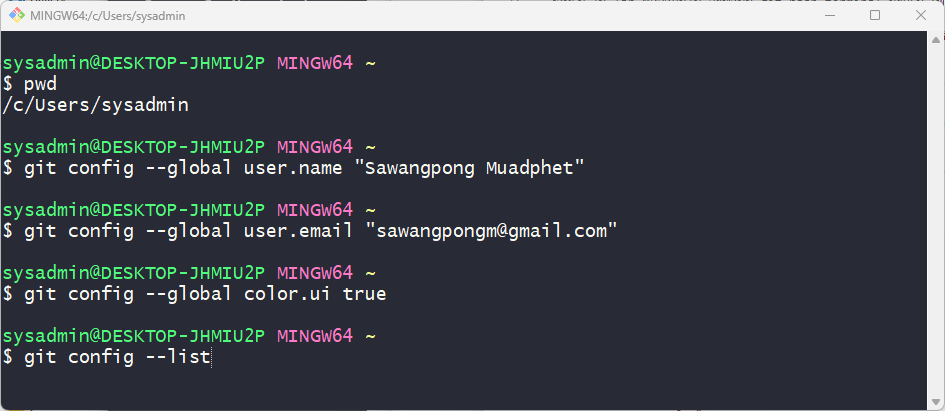 MINGW64:/c/Users/sysadmin
sysadmin@DESKTOP-JHMIU2P MINGW64 ~
$ pwd
/c/Users/sysadmin
sysadmin@DESKTOP-JHMIU2P MINGW64 ~
$ git config --global user.name "Sawangpong Muadphet"
sysadmin@DESKTOP-JHMIU2P MINGW64 ~
$ git config --global user.email "sawangpongm@gmail.com"
sysadmin@DESKTOP-JHMIU2P MINGW64 ~
$ git config --global color.ui true
sysadmin@DESKTOP-JHMIU2P MINGW64 ~
$ git config --list